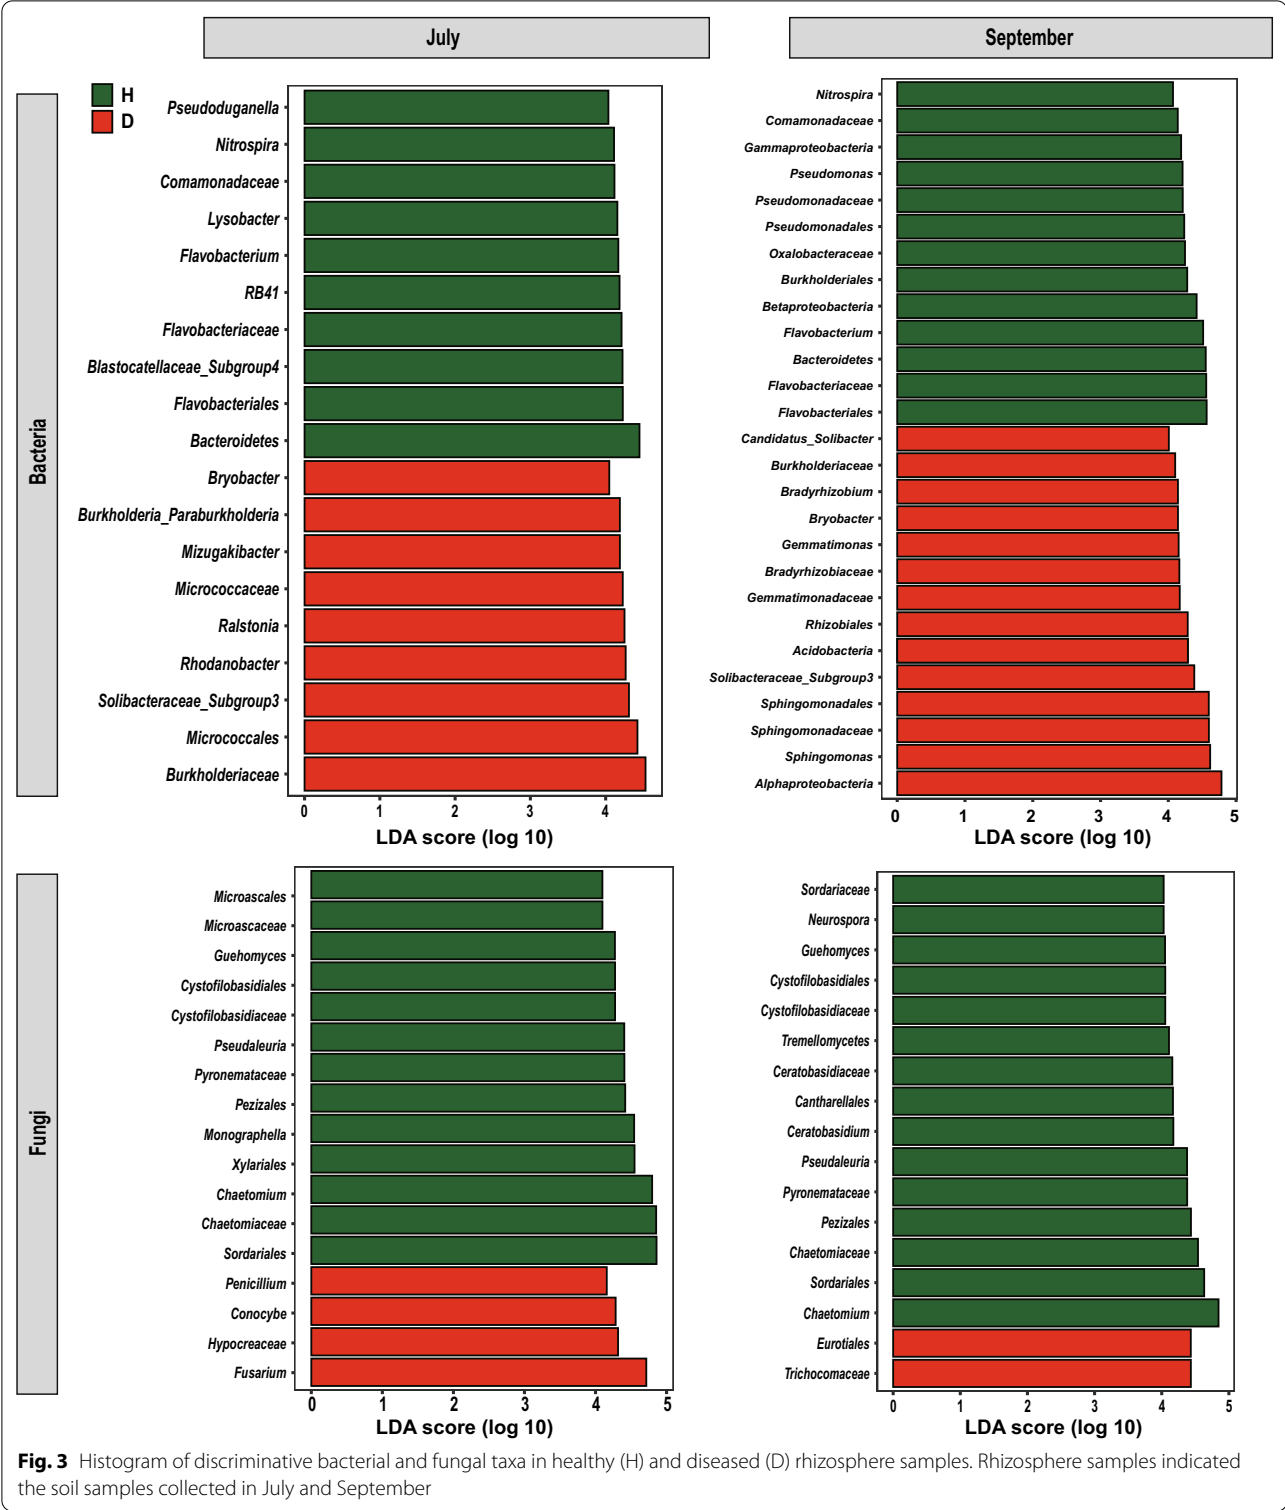 July
September
H
D
Bacteria
Pseudoduganella
Nitrospira
Comamonadaceae
Lysobacter
Flavobacterium
RB41
Flavobacteriaceae
Blastocatellaceae_Subgroup4
Flavobacteriales
Bacteroidetes
Bryobacter
Burkholderia_Paraburkholderia
Mizugakibacter
Micrococcaceae
Ralstonia
Rhodanobacter
Solibacteraceae_Subgroup3
Micrococcales
Burkholderiaceae
0 1 2 3 4
LDA score (log 10)
Nitrospira
Comamonadaceae
Gammaproteobacteria
Pseudomonas
Pseudomonadaceae
Pseudomonadales
Oxalobacteraceae
Burkholderiales
Betaproteobacteria
Flavobacterium
Bacteroidetes
Flavobacteriaceae
Flavobacteriales
Candidatus_Solibacter
Burkholderiaceae
Bradyrhizobium
Bryobacter
Gemmatimonas
Bradyrhizobiaceae
Gemmatimonadaceae
Rhizobiales
Acidobacteria
Solibacteraceae_Subgroup3
Sphingomonadales
Sphingomonadaceae
Sphingomonas
Alphaproteobacteria
0 1 2 3 4 5
LDA score (log 10)
Fungi
Microascales
Microascaceae
Guehomyces
Cystofilobasidiales
Cystofilobasidiaceae
Pseudaleuria
Pyronemataceae
Pezizales
Monographella
Xylariales
Chaetomium
Chaetomiaceae
Sordariales
Penicillium
Conocybe
Hypocreaceae
Fusarium
0 1 2 3 4 5
LDA score (log 10)
Sordariaceae
Neurospora
Guehomyces
Cystofilobasidiales
Cystofilobasidiaceae
Tremellomycetes
Ceratobasidiaceae
Cantharellales
Ceratobasidium
Pseudaleuria
Pyronemataceae
Pezizales
Chaetomiaceae
Sordariales
Chaetomium
Eurotiales
Trichocomaceae
0 1 2 3 4 5
LDA score (log 10)
Fig. 3 Histogram of discriminative bacterial and fungal taxa in healthy (H) and diseased (D) rhizosphere samples. Rhizosphere samples indicated
the soil samples collected in July and September